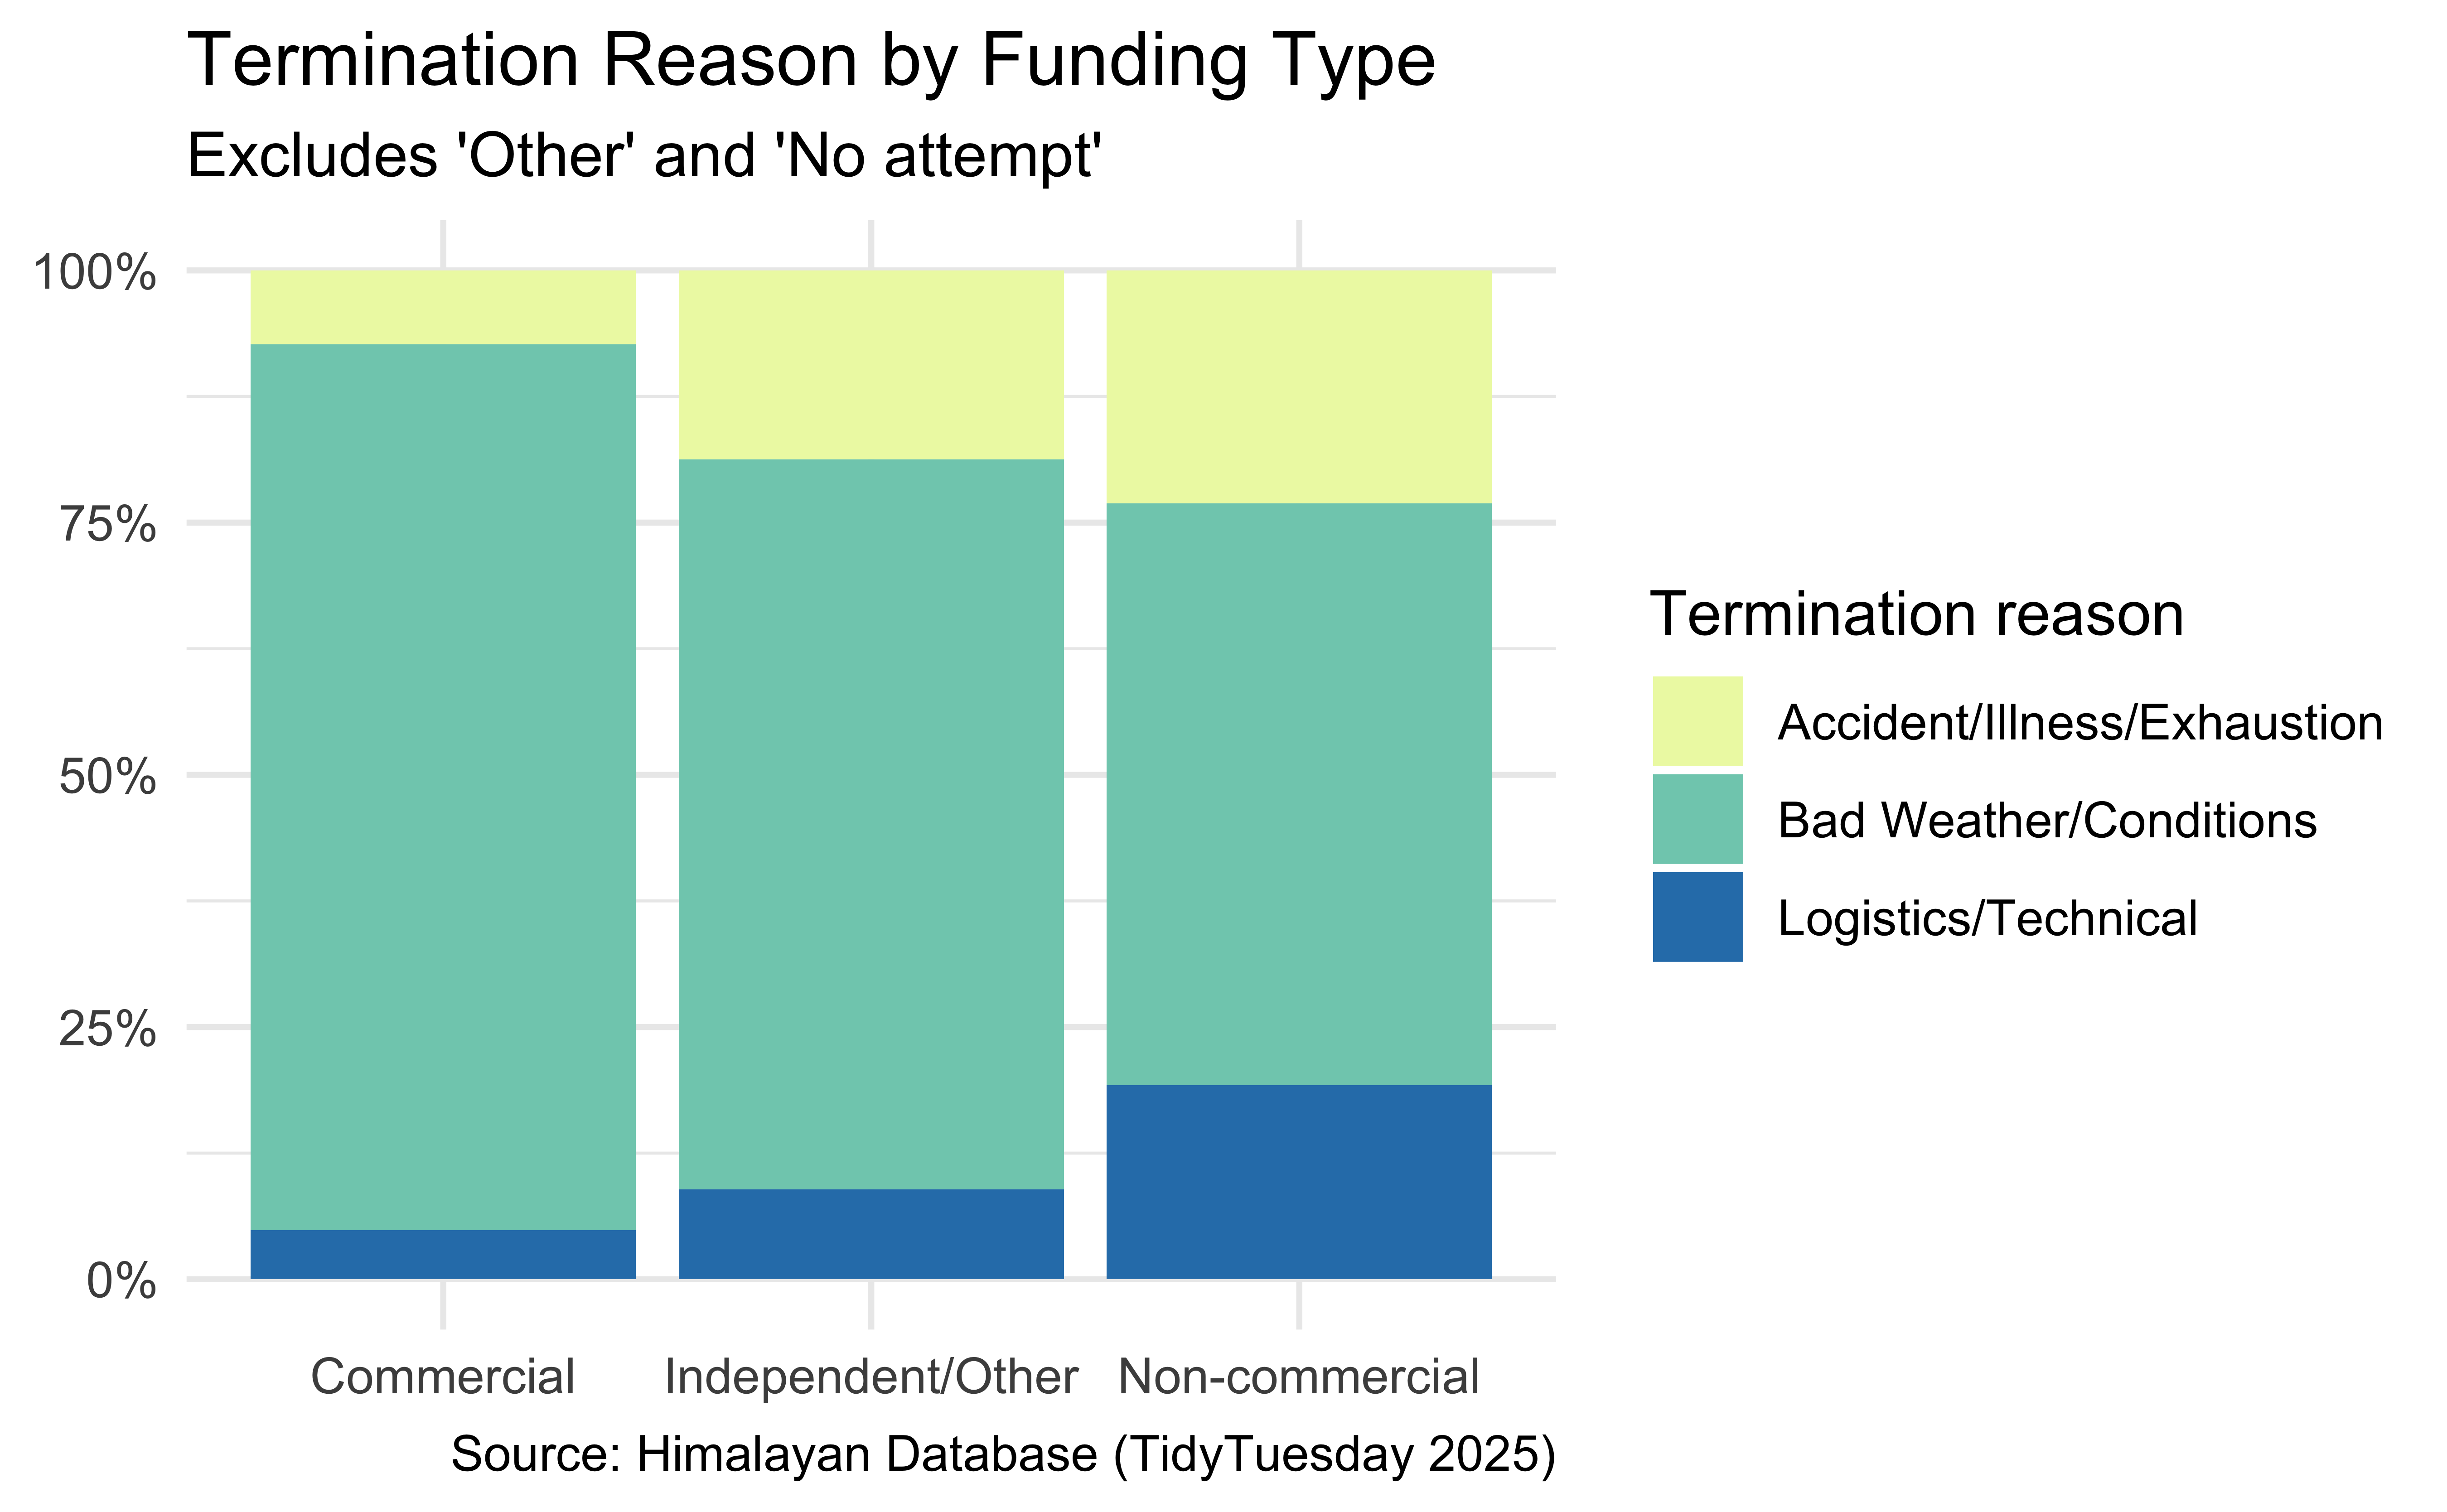 Termination Reason by Funding Type
Excludes 'Other' and 'No attempt'
100%
75%
50%
25%
0%
Commercial
Independent/Other
Non-commercial
Source: Himalayan Database (TidyTuesday 2025)
Termination reason
Accident/Illness/Exhaustion
Bad Weather/Conditions
Logistics/Technical